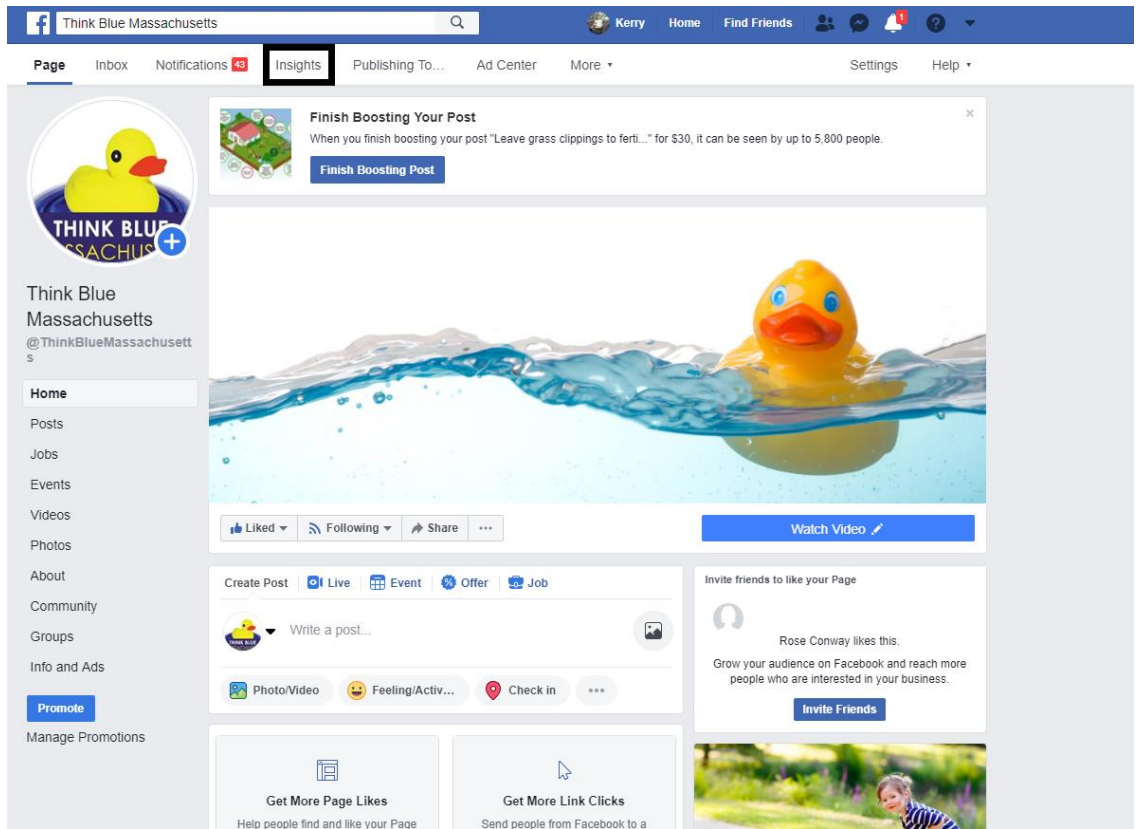 Think Blue Massachusetts
Kerry Home Find Friends 1
Page Inbox Notifications 43 Insights Publishing To... Ad Center More Settings Help
Finish Boosting Your Post
When you finish boosting your post "Leave grass clippings to ferti..." for $30, it can be seen by up to 5,800 people.
Finish Boosting Post
THINK BLUE
SSACHUS
Think Blue
Massachusetts
@ThinkBlueMassachusett
s
Home
Posts
Jobs
Events
Videos
Photos
About
Community
Groups
Info and Ads
Promote
Manage Promotions
Liked Following Share ...
Watch Video
Create Post Live Event Offer Job
Write a post...
Photo/Video Feeling/Activ... Check in ...
Invite friends to like your Page
Rose Conway likes this.
Grow your audience on Facebook and reach more
people who are interested in your business.
Invite Friends
Get More Page Likes
Help people find and like your Page
Get More Link Clicks
Send people from Facebook to a